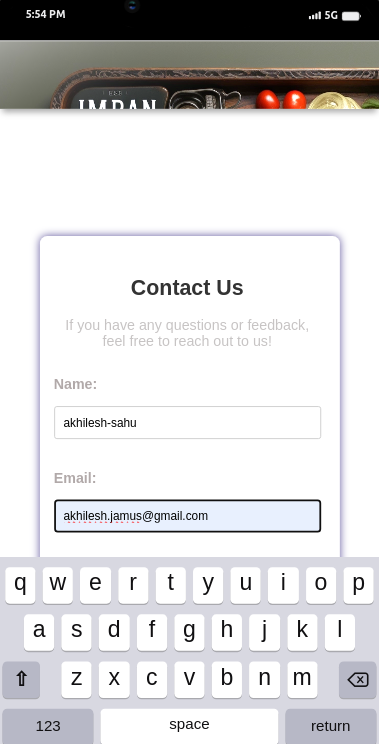 5:54 PM
5G
Contact Us
If you have any questions or feedback,
feel free to reach out to us!
Name:
akhilesh-sahu
Email:
akhilesh.jamus@gmail.com
q w e r t y u i o p
a s d f g h j k l
z x c v b n m
123 space return